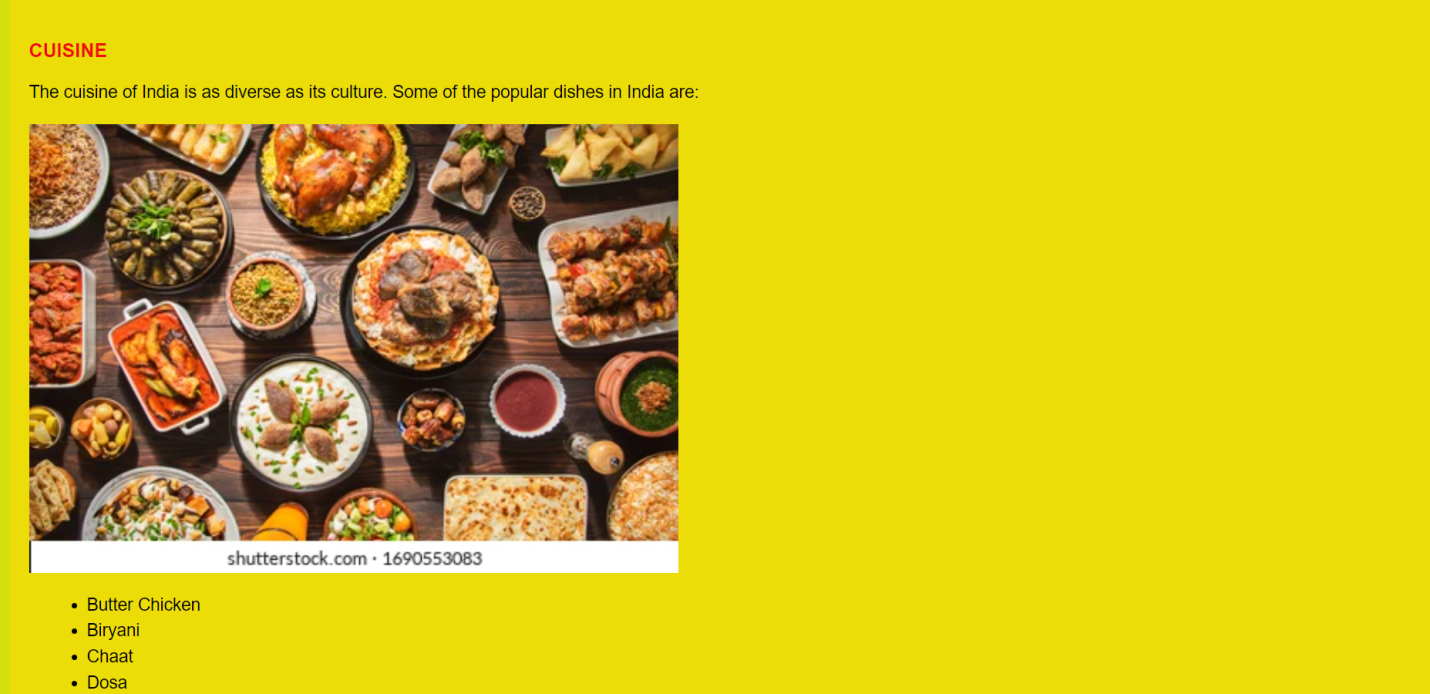 CUISINE
The cuisine of India is as diverse as its culture. Some of the popular dishes in India are:
shutterstock.com · 1690553083
Butter Chicken
Biryani
Chaat
Dosa